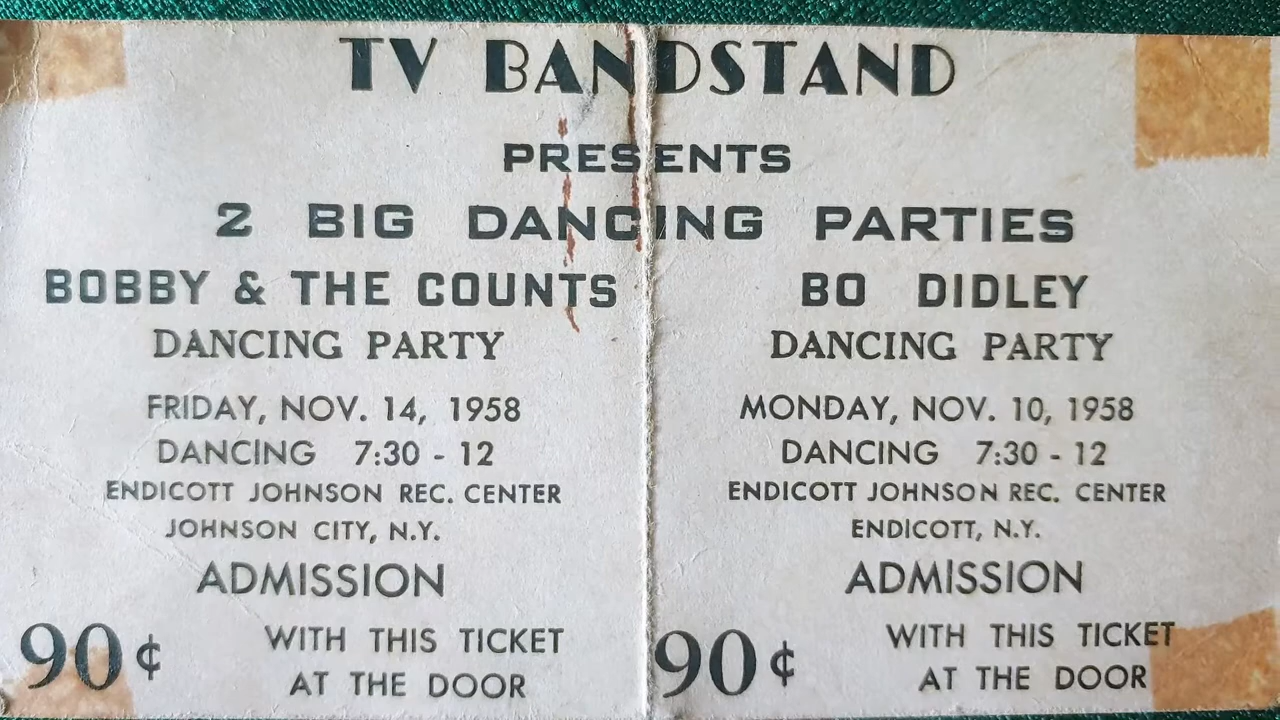 TV BANDSTAND
PRESENTS
2 BIG DANCING PARTIES
BOBBY & THE COUNTS
DANCING PARTY
FRIDAY, NOV. 14, 1958
DANCING 7:30 - 12
ENDICOTT JOHNSON REC. CENTER
JOHNSON CITY, N.Y.
ADMISSION
90¢ WITH THIS TICKET
AT THE DOOR
BO DIDLEY
DANCING PARTY
MONDAY, NOV. 10, 1958
DANCING 7:30 - 12
ENDICOTT JOHNSON REC. CENTER
ENDICOTT, N.Y.
ADMISSION
90¢ WITH THIS TICKET
AT THE DOOR